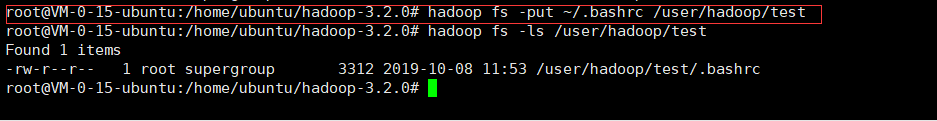 root@VM-0-15-ubuntu:/home/ubuntu/hadoop-3.2.0# hadoop fs -put ~/.bashrc /user/hadoop/test
root@VM-0-15-ubuntu:/home/ubuntu/hadoop-3.2.0# hadoop fs -ls /user/hadoop/test
Found 1 items
-rw-r--r--   1 root supergroup       3312 2019-10-08 11:53 /user/hadoop/test/.bashrc
root@VM-0-15-ubuntu:/home/ubuntu/hadoop-3.2.0#